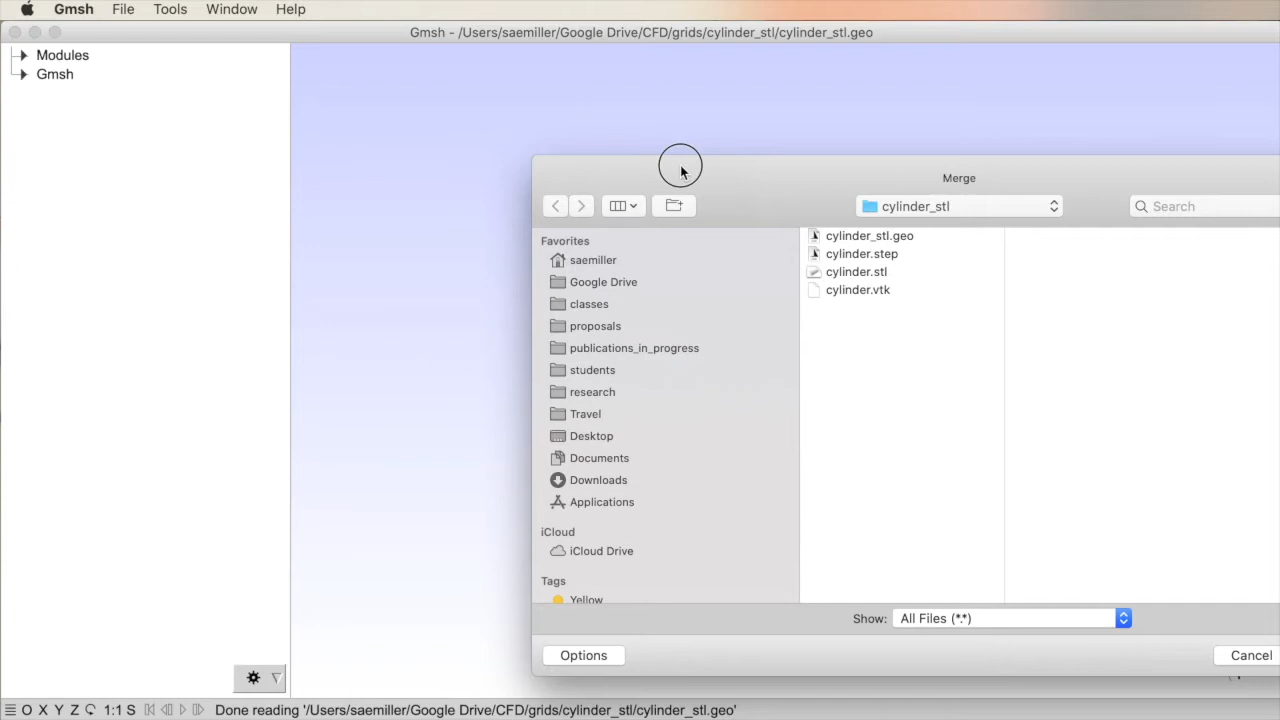 Gmsh File Tools Window Help
Gmsh - /Users/saemiller/Google Drive/CFD/grids/cylinder_stl/cylinder_stl.geo
Modules
Gmsh
Merge
cylinder_stl
Search
Favorites
saemiller
Google Drive
classes
proposals
publications_in_progress
students
research
Travel
Desktop
Documents
Downloads
Applications
iCloud
iCloud Drive
Tags
Yellow
cylinder_stl.geo
cylinder.step
cylinder.stl
cylinder.vtk
Show: All Files (*.*)
Options
Cancel
O X Y Z 1:1 S Done reading '/Users/saemiller/Google Drive/CFD/grids/cylinder_stl/cylinder_stl.geo'